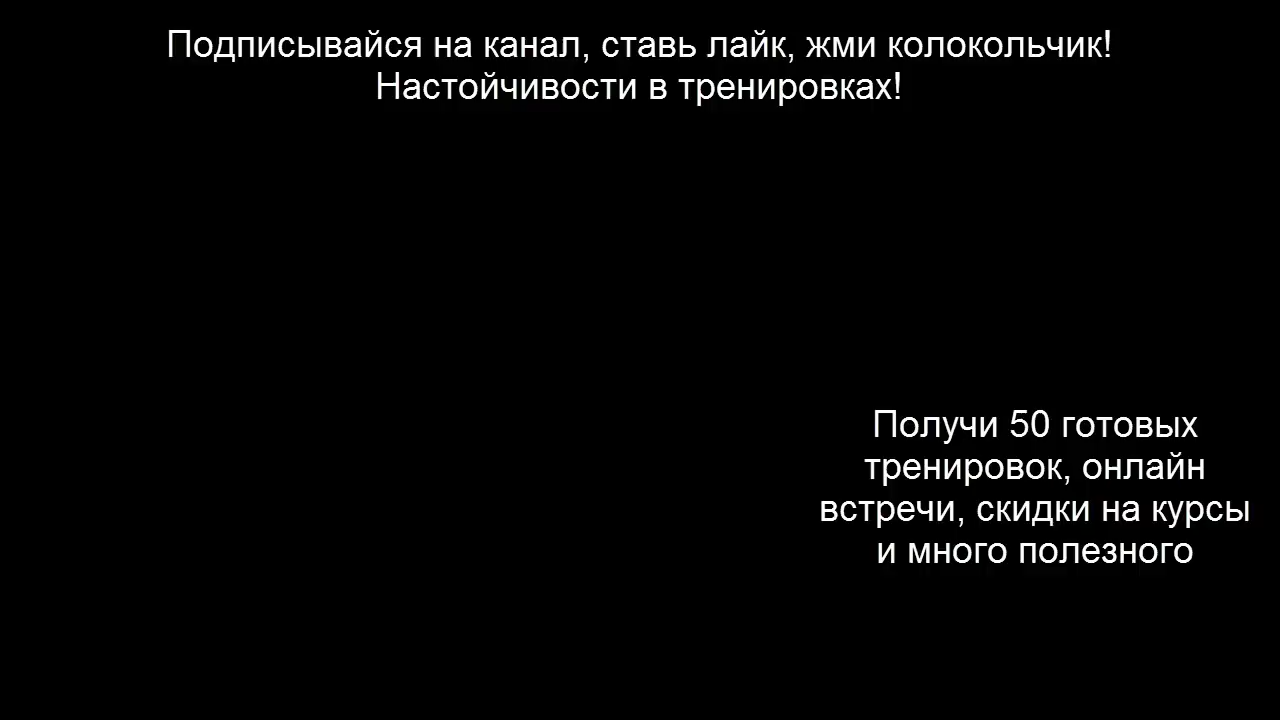 Подписывайся на канал, ставь лайк, жми колокольчик!
Настойчивости в тренировках!
Получи 50 готовых
тренировок, онлайн
встречи, скидки на курсы
и много полезного